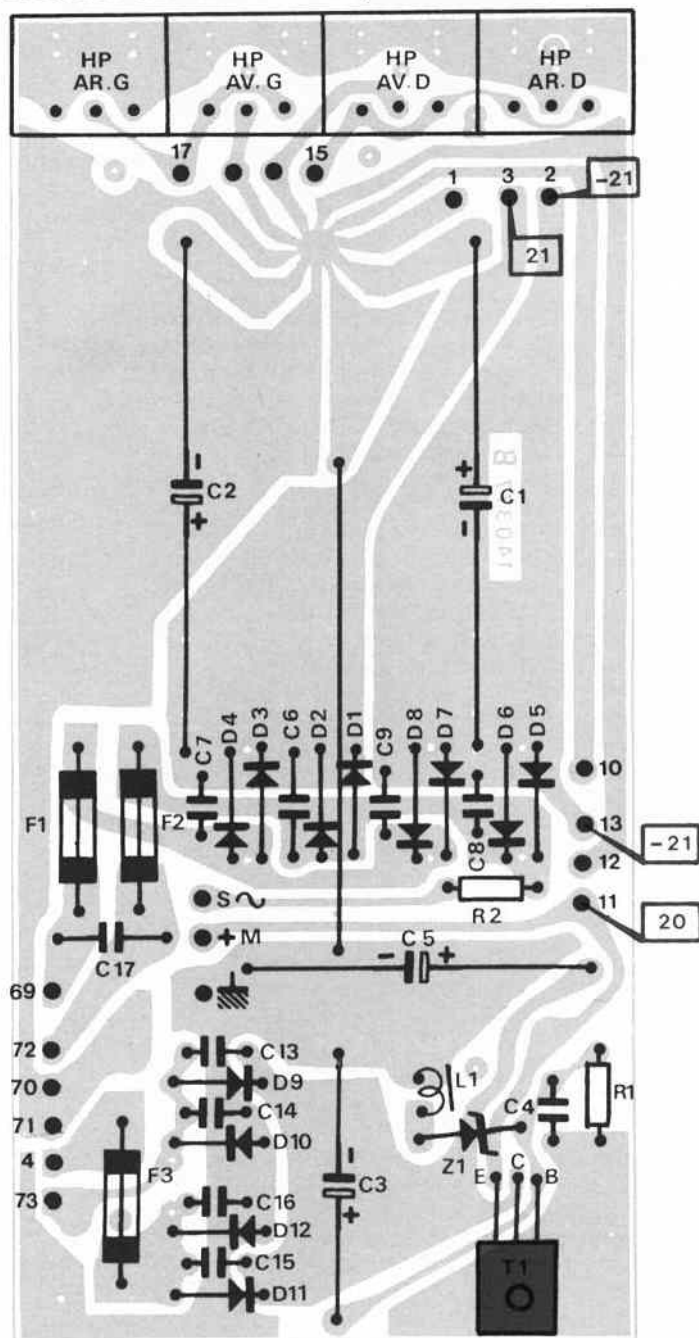 HP
AR.G
HP
AV.G
HP
AV.D
HP
AR.D
17
15
1
3
2
-21
21
C2
C1
140357 B
C7
D4
D3
C6
D2
D1
C9
D8
D7
D6
D5
C8
10
F1
F2
13
-21
12
S
R2
11
20
+M
C17
C5
69
72
C13
70
D9
L1
R1
71
C14
C4
D10
Z1
4
F3
E
C
B
73
C16
C3
D12
C15
T1
D11